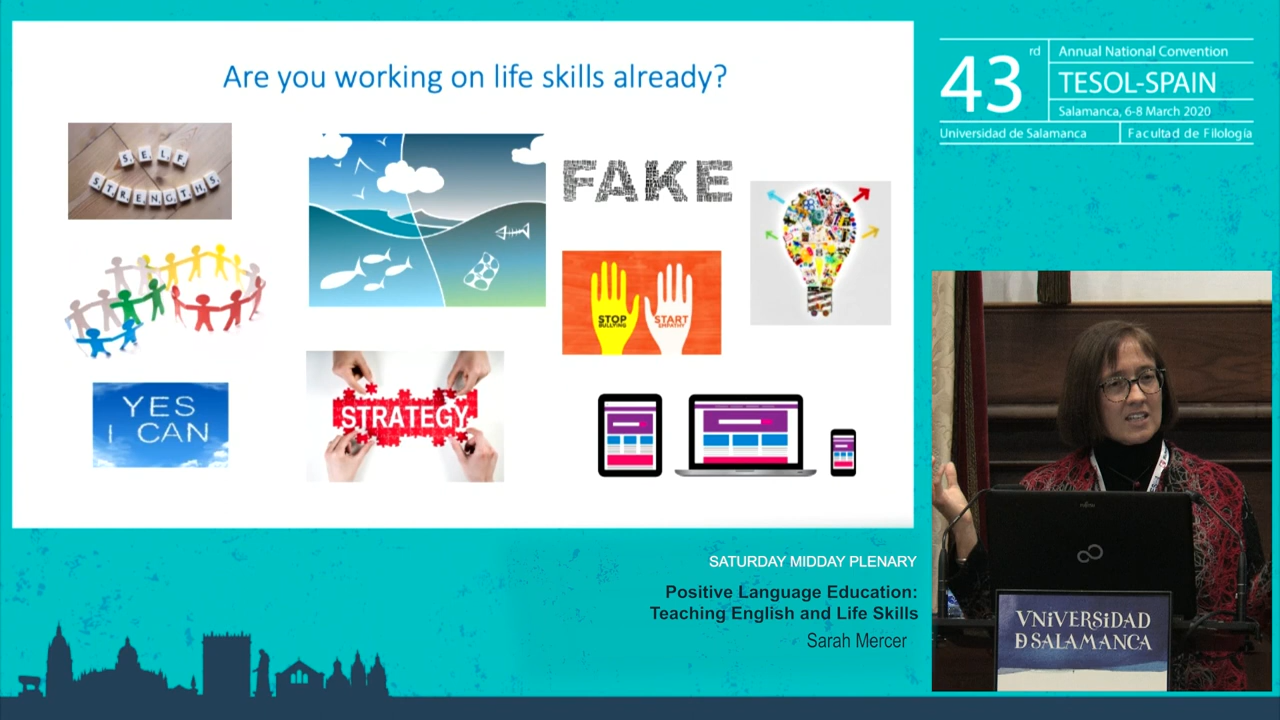 Are you working on life skills already?
SELF
STRENGTHS
FAKE
STOP
BULLYING
START
EMPATHY
YES
I CAN
STRATEGY
43rd
Annual National Convention
TESOL-SPAIN
Salamanca, 6-8 March 2020
Universidad de Salamanca
Facultad de Filología
SATURDAY MIDDAY PLENARY
Positive Language Education:
Teaching English and Life Skills
Sarah Mercer
FUJITSU
VNiVERSiDAD
D SALAMANCA